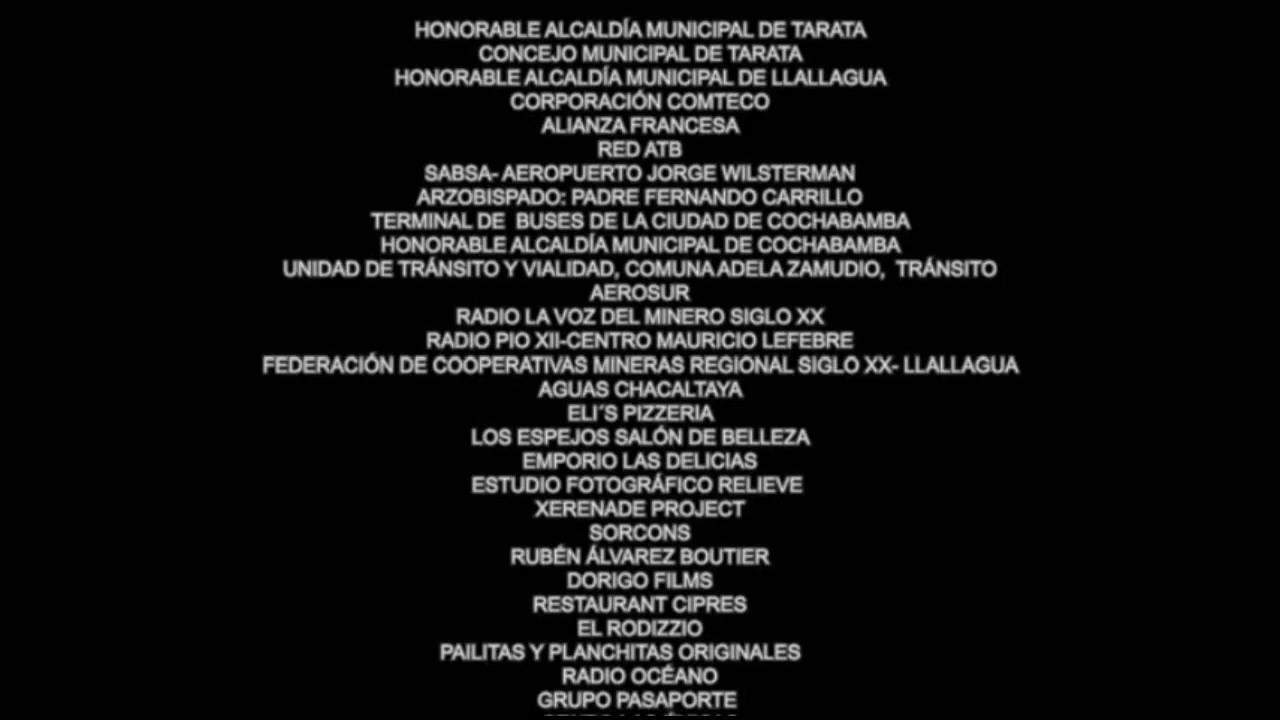 HONORABLE ALCALDÍA MUNICIPAL DE TARATA
CONCEJO MUNICIPAL DE TARATA
HONORABLE ALCALDÍA MUNICIPAL DE LLALLAGUA
CORPORACIÓN COMTECO
ALIANZA FRANCESA
RED ATB
SABSA- AEROPUERTO JORGE WILSTERMAN
ARZOBISPADO: PADRE FERNANDO CARRILLO
TERMINAL DE  BUSES DE LA CIUDAD DE COCHABAMBA
HONORABLE ALCALDÍA MUNICIPAL DE COCHABAMBA
UNIDAD DE TRÁNSITO Y VIALIDAD, COMUNA ADELA ZAMUDIO,  TRÁNSITO
AEROSUR
RADIO LA VOZ DEL MINERO SIGLO XX
RADIO PIO XII-CENTRO MAURICIO LEFEBRE
FEDERACIÓN DE COOPERATIVAS MINERAS REGIONAL SIGLO XX- LLALLAGUA
AGUAS CHACALTAYA
ELI´S PIZZERIA
LOS ESPEJOS SALÓN DE BELLEZA
EMPORIO LAS DELICIAS
ESTUDIO FOTOGRÁFICO RELIEVE
XERENADE PROJECT
SORCONS
RUBÉN ÁLVAREZ BOUTIER
DORIGO FILMS
RESTAURANT CIPRES
EL RODIZZIO
PAILITAS Y PLANCHITAS ORIGINALES
RADIO OCÉANO
GRUPO PASAPORTE